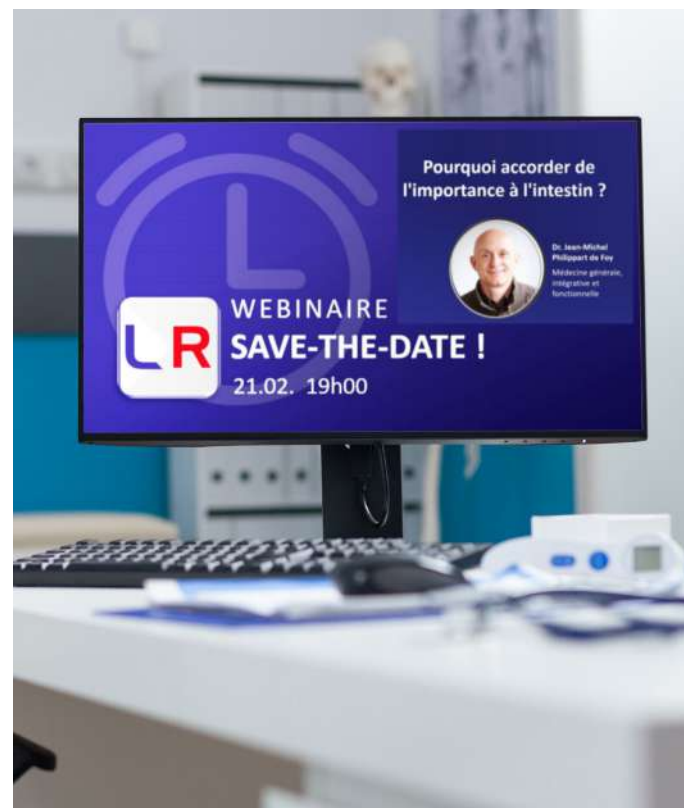 Pourquoi accorder de
l'importance à l'intestin ?
Dr. Jean-Michel
Philippart de Foy
Médecine générale,
intégrative et
fonctionnelle
LR
WEBINAIRE
SAVE-THE-DATE !
21.02. 19h00